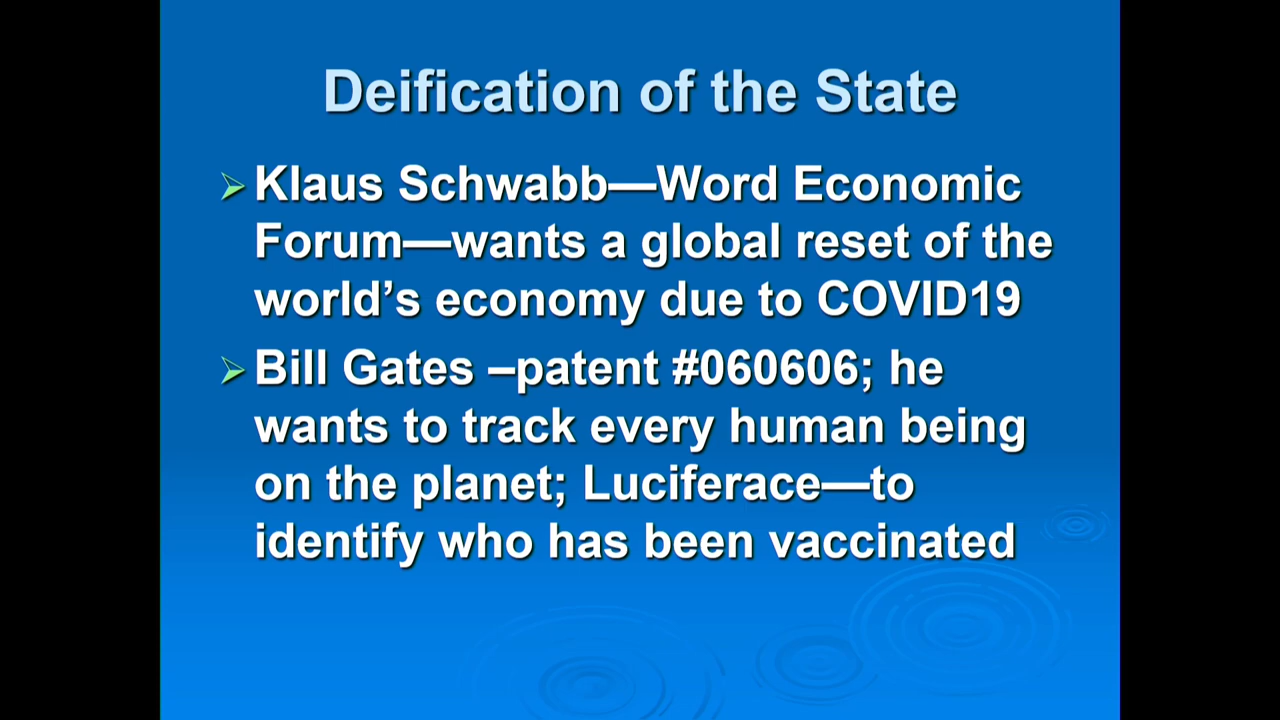 Deification of the State
Klaus Schwabb—Word Economic
Forum—wants a global reset of the
world’s economy due to COVID19
Bill Gates –patent #060606; he
wants to track every human being
on the planet; Luciferace—to
identify who has been vaccinated